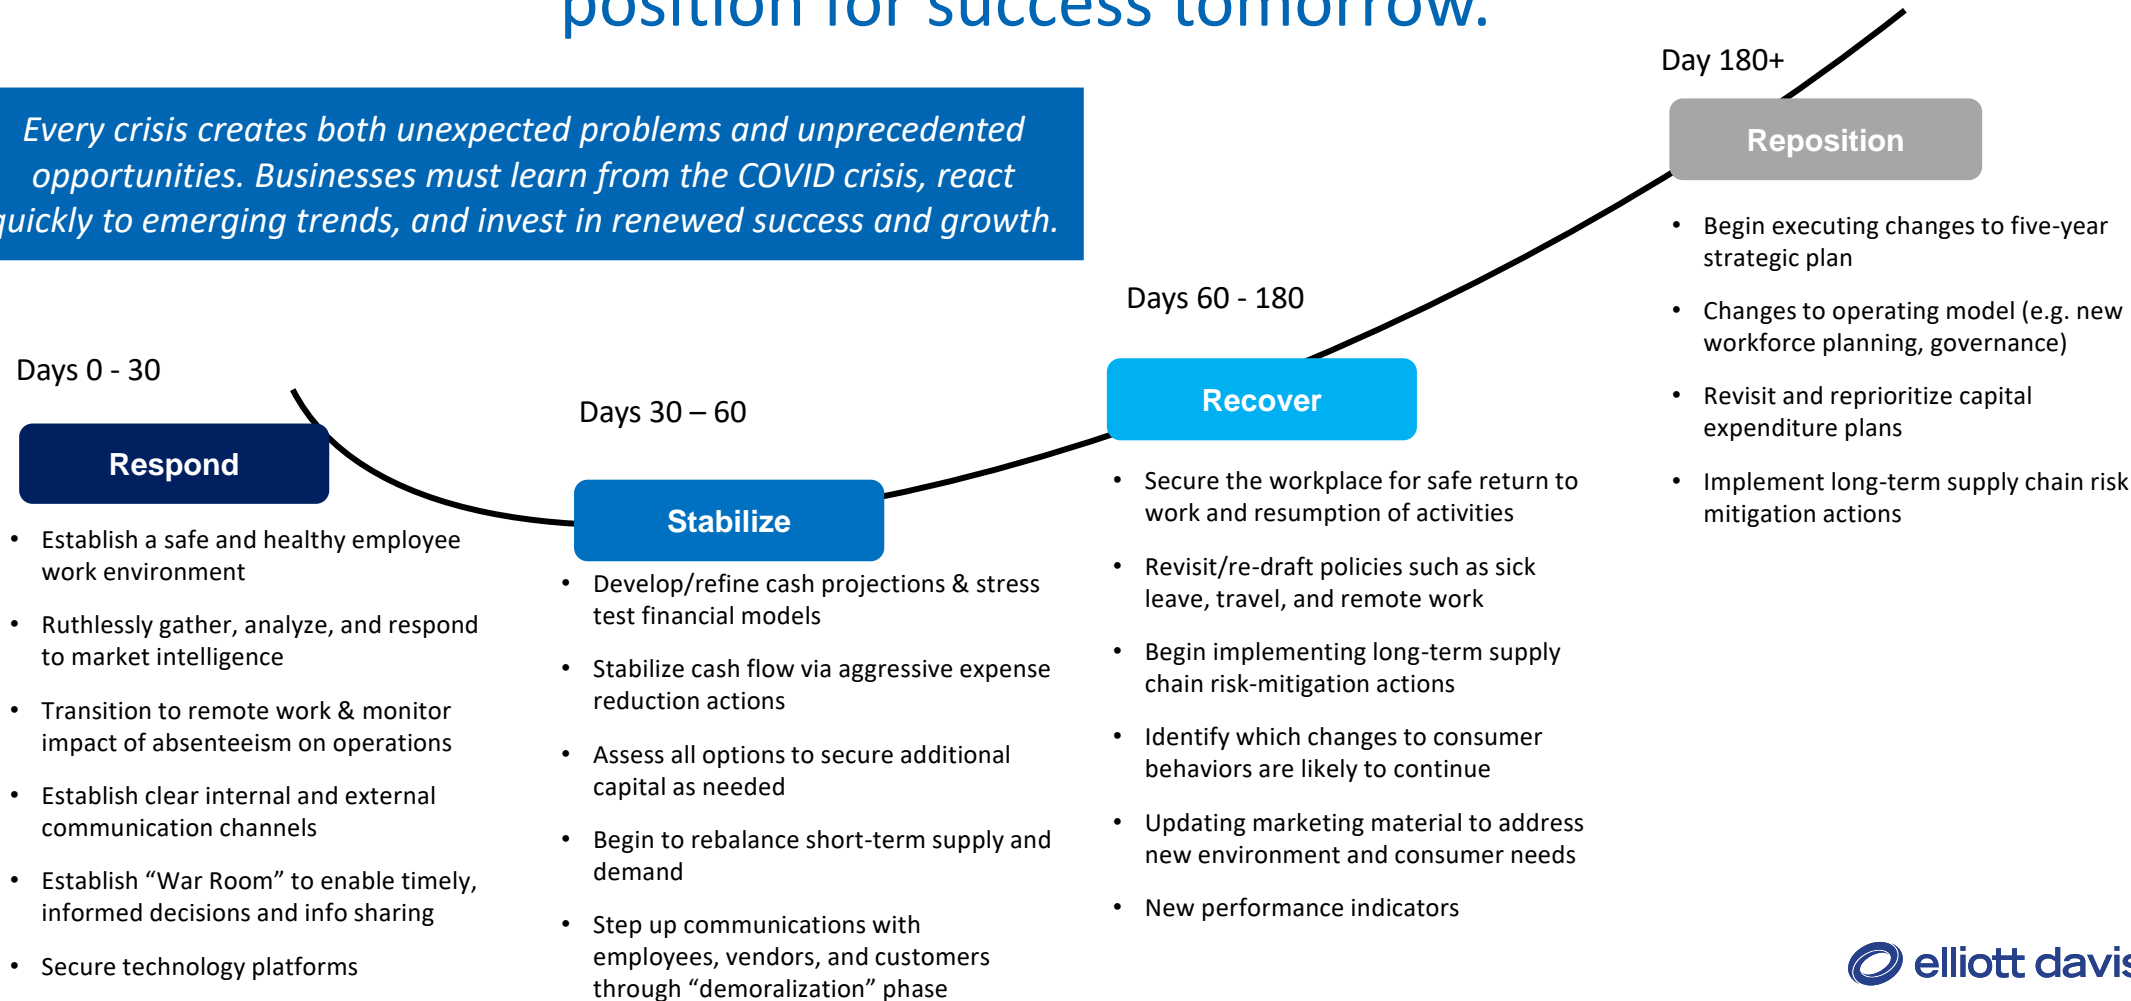 position for success tomorrow.
Every crisis creates both unexpected problems and unprecedented
opportunities. Businesses must learn from the COVID crisis, react
quickly to emerging trends, and invest in renewed success and growth.
Days 0 - 30
Respond
• Establish a safe and healthy employee
work environment
• Ruthlessly gather, analyze, and respond
to market intelligence
• Transition to remote work & monitor
impact of absenteeism on operations
• Establish clear internal and external
communication channels
• Establish “War Room” to enable timely,
informed decisions and info sharing
• Secure technology platforms
Days 30 – 60
Stabilize
• Develop/refine cash projections & stress
test financial models
• Stabilize cash flow via aggressive expense
reduction actions
• Assess all options to secure additional
capital as needed
• Begin to rebalance short-term supply and
demand
• Step up communications with
employees, vendors, and customers
through “demoralization” phase
Days 60 - 180
Recover
• Secure the workplace for safe return to
work and resumption of activities
• Revisit/re-draft policies such as sick
leave, travel, and remote work
• Begin implementing long-term supply
chain risk-mitigation actions
• Identify which changes to consumer
behaviors are likely to continue
• Updating marketing material to address
new environment and consumer needs
• New performance indicators
Day 180+
Reposition
• Begin executing changes to five-year
strategic plan
• Changes to operating model (e.g. new
workforce planning, governance)
• Revisit and reprioritize capital
expenditure plans
• Implement long-term supply chain risk
mitigation actions
elliott davis